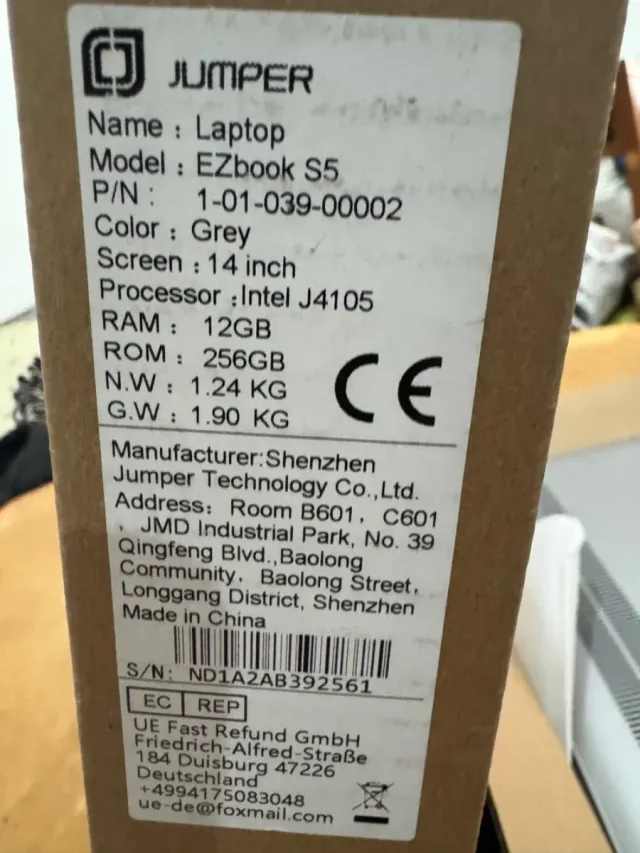 JUMPER
Name : Laptop
Model : EZbook S5
P/N : 1-01-039-00002
Color : Grey
Screen : 14 inch
Processor :Intel J4105
RAM : 12GB
ROM : 256GB
N.W : 1.24 KG
G.W : 1.90 KG
CE
Manufacturer:Shenzhen
Jumper Technology Co.,Ltd.
Address: Room B601, C601
, JMD Industrial Park, No. 39
Qingfeng Blvd.,Baolong
Community, Baolong Street,
Longgang District, Shenzhen
Made in China
S/N: ND1A2AB392561
EC REP
UE Fast Refund GmbH
Friedrich-Alfred-Straße
184 Duisburg 47226
Deutschland
+4994175083048
ue-de@foxmail.com